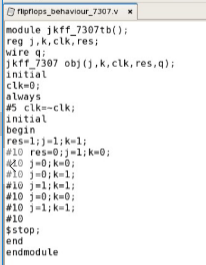 flipflops_behaviour_7307.v ×
module jkff_7307tb();
reg j,k,clk,res;
wire q;
jkff_7307 obj(j,k,clk,res,q);
initial
clk=0;
always
#5 clk=~clk;
initial
begin
res=1;j=1;k=1;
#10 res=0;j=1;k=0;
#10 j=0;k=0;
#10 j=0;k=1;
#10 j=1;k=1;
#10 j=0;k=0;
#10 j=1;k=1;
#10
$stop;
end
endmodule